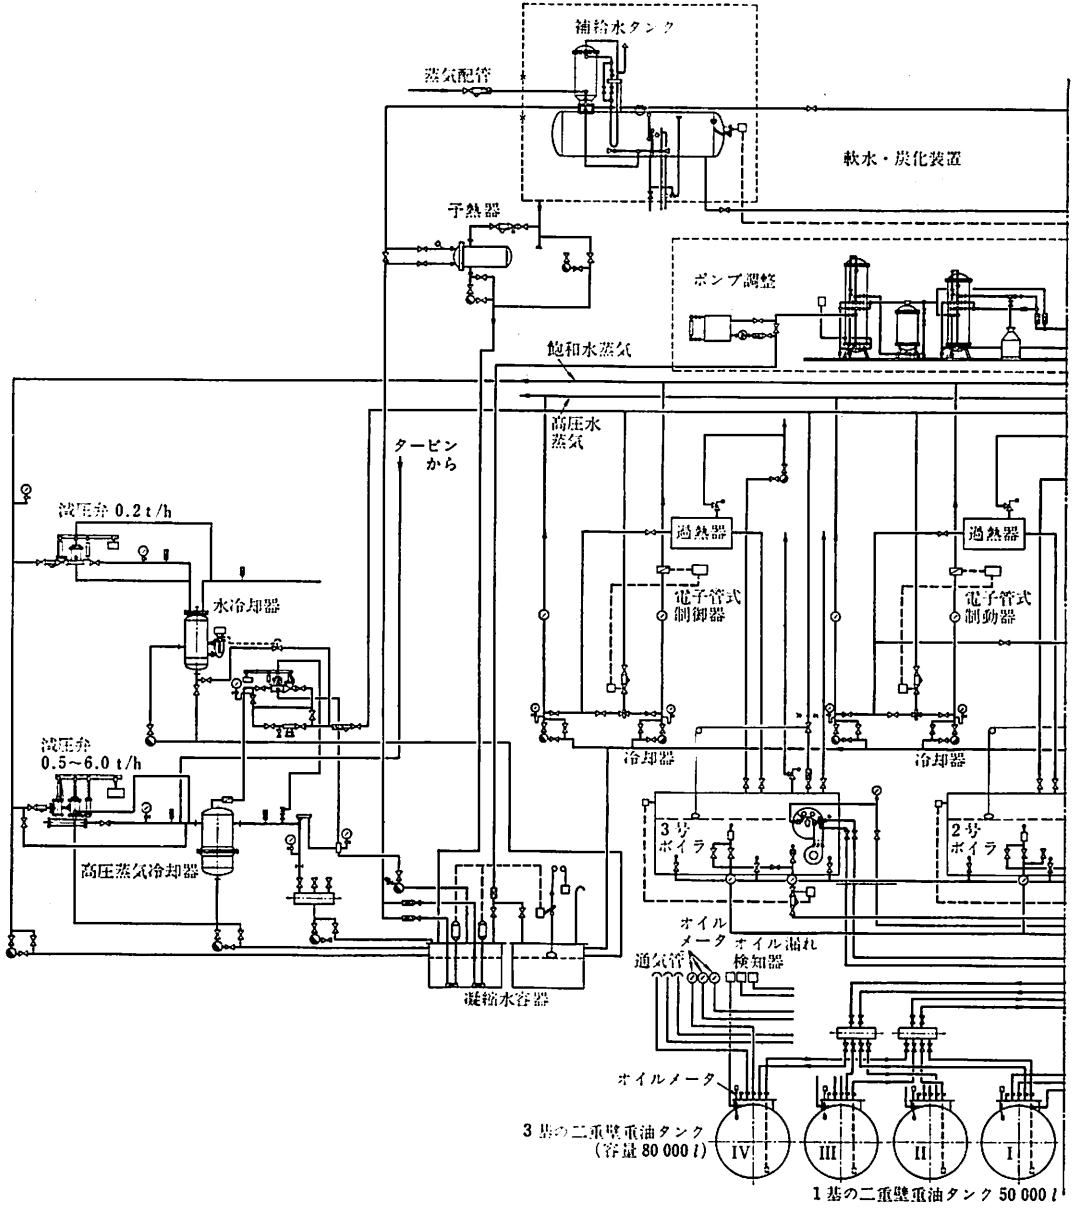 補給水タンク
蒸気配管
軟水・炭化装置
予熱器
ポンプ調整
飽和水蒸気
高圧水
蒸気
タービン
から
減圧弁 0.2 t/h
過熱器
過熱器
水冷却器
電子管式
制御器
電子管式
制動器
減圧弁
0.5～6.0 t/h
冷却器
冷却器
3号
ボイラ
2号
ボイラ
高圧蒸気冷却器
オイル
メータ
オイル漏れ
検知器
通気管
凝縮水容器
オイルメータ
3 基の二重壁重油タンク
(容量 80 000 l)
IV
III
II
I
1 基の二重壁重油タンク 50 000 l